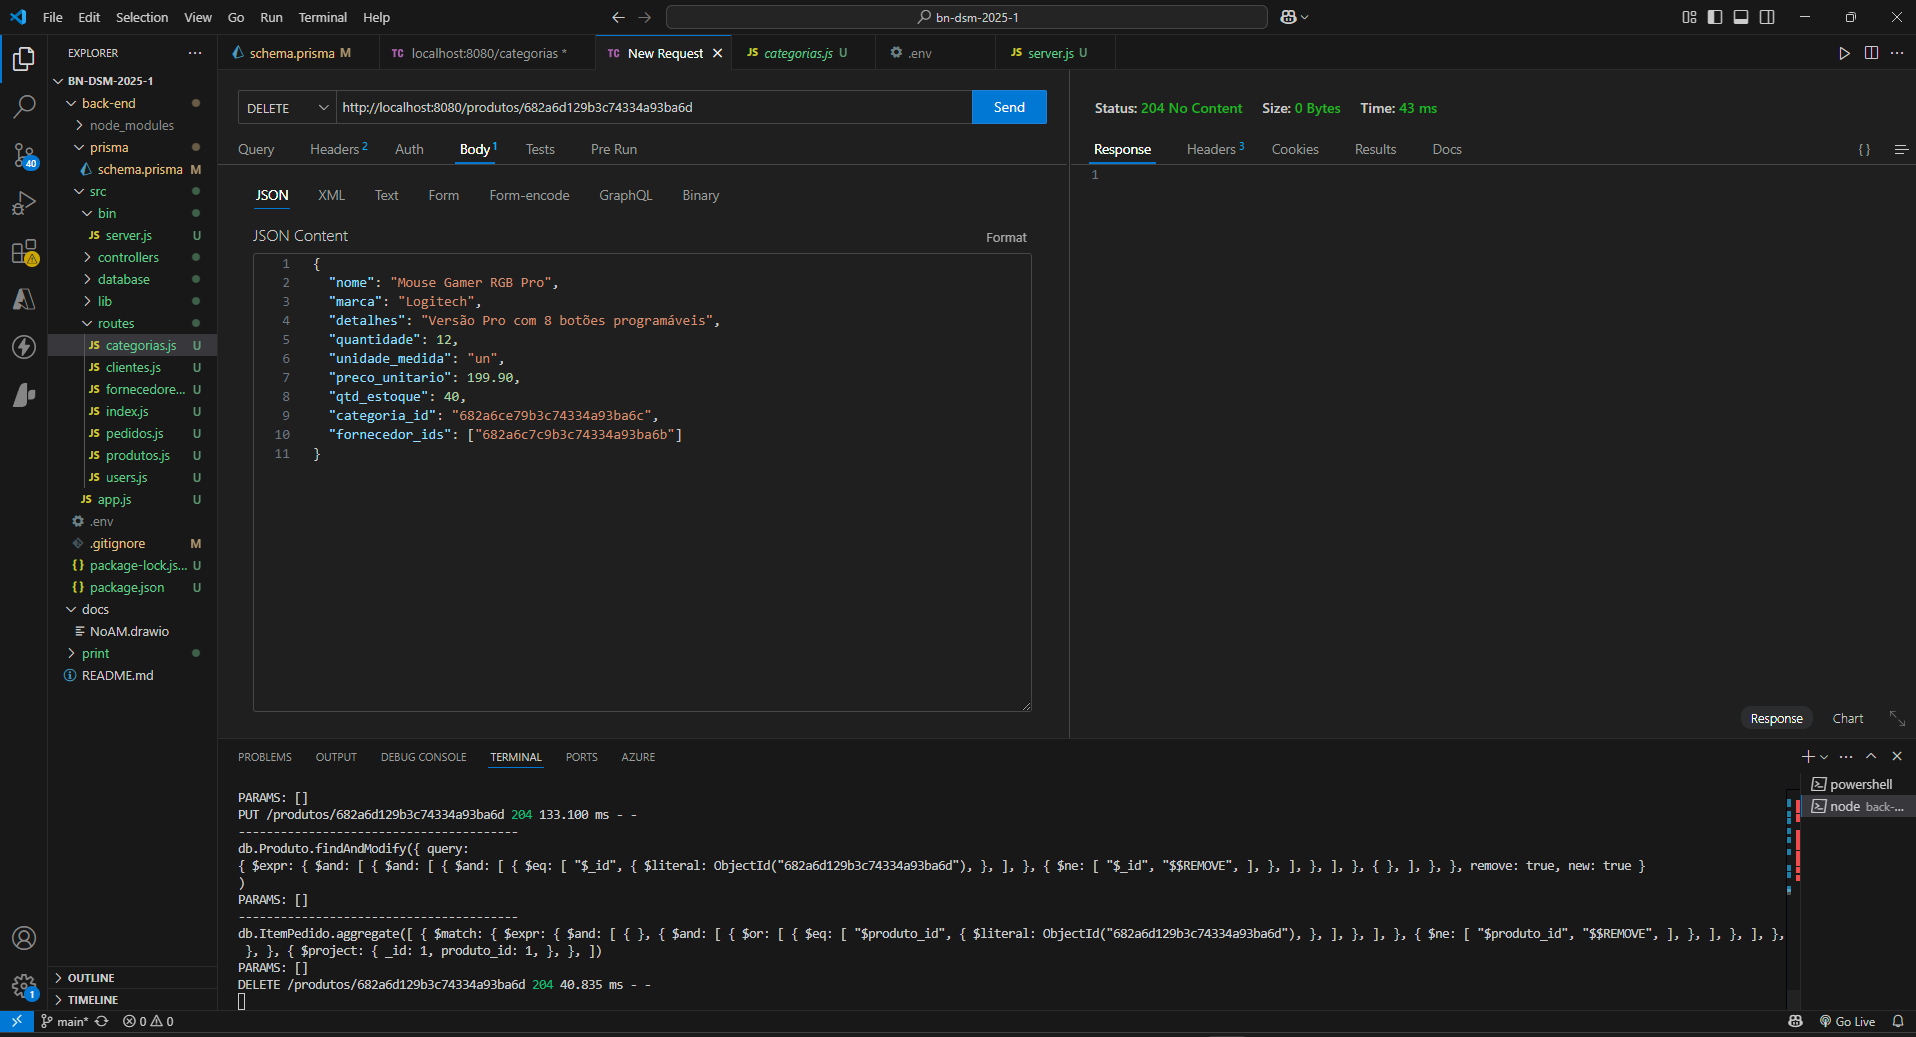 File Edit Selection View Go Run Terminal Help
bn-dsm-2025-1
EXPLORER
BN-DSM-2025-1
back-end
node_modules
prisma
schema.prisma M
src
bin
server.js U
controllers
database
lib
routes
categorias.js U
clientes.js U
fornecedore... U
index.js U
pedidos.js U
produtos.js U
users.js U
app.js U
.env
.gitignore M
package-lock.js... U
package.json U
docs
NoAM.drawio
print
README.md
OUTLINE
TIMELINE
40
1
schema.prisma M
TC localhost:8080/categorias *
TC New Request
JS categorias.js U
.env
JS server.js U
DELETE http://localhost:8080/produtos/682a6d129b3c74334a93ba6d Send
Query Headers 2 Auth Body 1 Tests Pre Run
JSON XML Text Form Form-encode GraphQL Binary
JSON Content
Format
1 {
2 "nome": "Mouse Gamer RGB Pro",
3 "marca": "Logitech",
4 "detalhes": "Versão Pro com 8 botões programáveis",
5 "quantidade": 12,
6 "unidade_medida": "un",
7 "preco_unitario": 199.90,
8 "qtd_estoque": 40,
9 "categoria_id": "682a6ce79b3c74334a93ba6c",
10 "fornecedor_ids": ["682a6c7c9b3c74334a93ba6b"]
11 }
Status: 204 No Content Size: 0 Bytes Time: 43 ms
Response Headers 3 Cookies Results Docs
{ }
1
Response Chart
PROBLEMS OUTPUT DEBUG CONSOLE TERMINAL PORTS AZURE
PARAMS: []
PUT /produtos/682a6d129b3c74334a93ba6d 204 133.100 ms - -
----------------------------------------
db.Produto.findAndModify({ query:
{ $expr: { $and: [ { $and: [ { $and: [ { $eq: [ "$_id", { $literal: ObjectId("682a6d129b3c74334a93ba6d"), }, ], }, { $ne: [ "$_id", "$$REMOVE", ], }, ], }, ], }, { }, ], }, }, remove: true, new: true }
)
PARAMS: []
----------------------------------------
db.ItemPedido.aggregate([ { $match: { $expr: { $and: [ { }, { $and: [ { $or: [ { $eq: [ "$produto_id", { $literal: ObjectId("682a6d129b3c74334a93ba6d"), }, ], }, ], }, { $ne: [ "$produto_id", "$$REMOVE", ], }, ], }, ], },
}, }, { $project: { _id: 1, produto_id: 1, }, }, ])
PARAMS: []
DELETE /produtos/682a6d129b3c74334a93ba6d 204 40.835 ms - -
powershell
node back-...
main* 0 0
Go Live